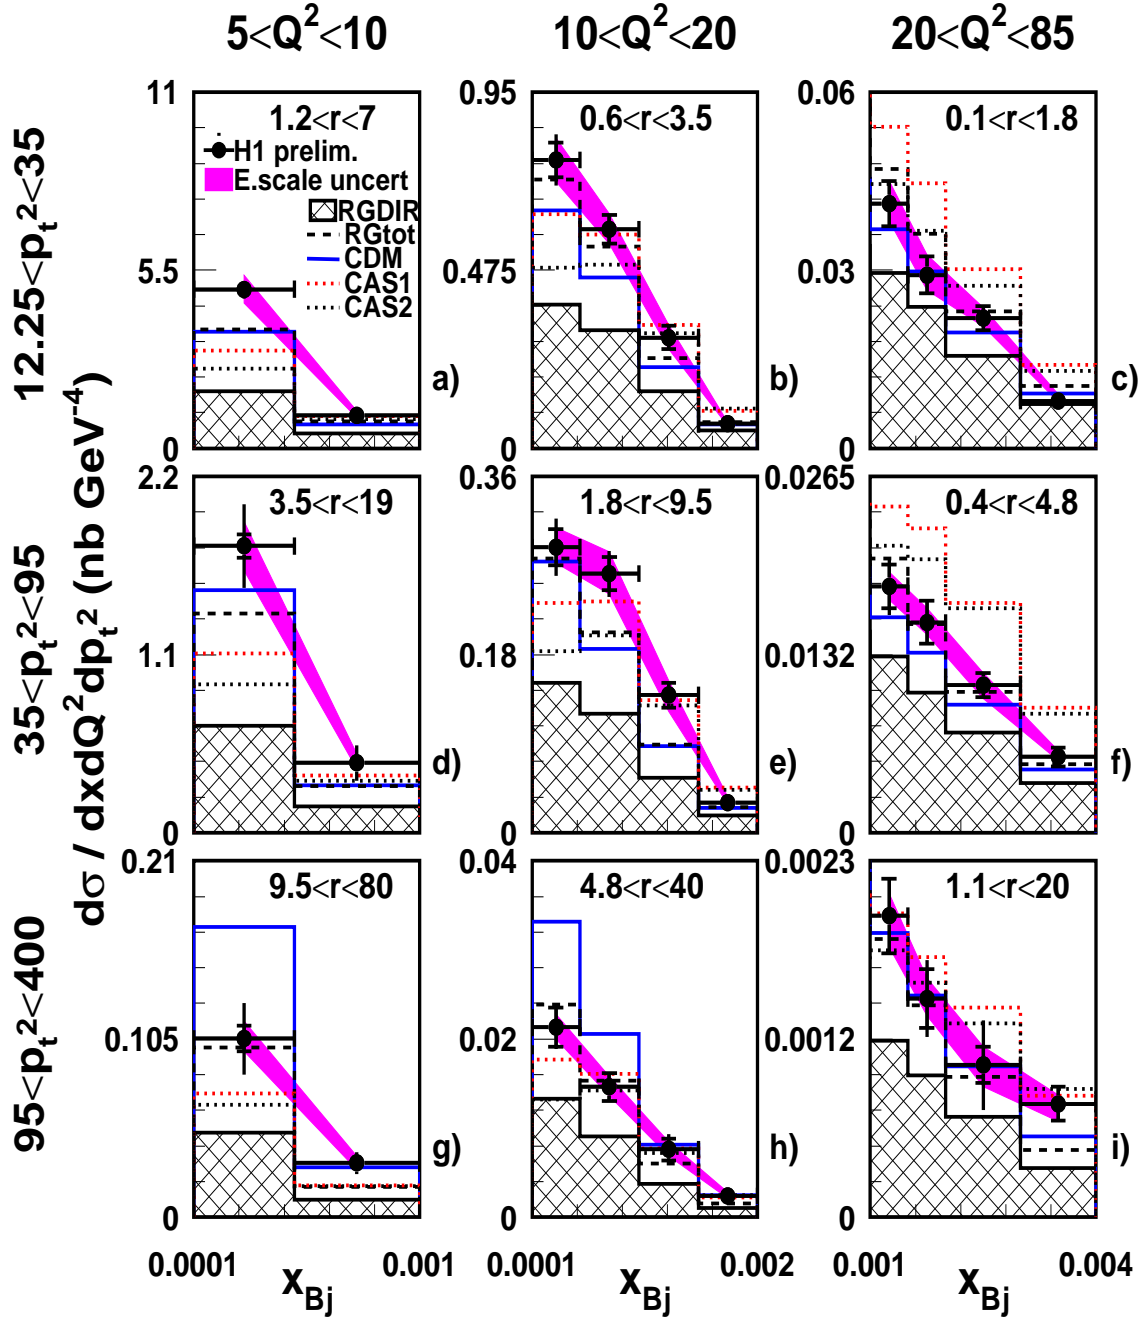 5<Q²<10 10<Q²<20 20<Q²<85
12.25<pₜ²<35
35<pₜ²<95
95<pₜ²<400
dσ / dxdQ²dpₜ² (nb GeV⁻⁴)
11
5.5
0
1.2<r<7
H1 prelim.
E.scale uncert
RGDIR
RGtot
CDM
CAS1
CAS2
a)
0.95
0.475
0
0.6<r<3.5
b)
0.06
0.03
0
0.1<r<1.8
c)
2.2
1.1
0
3.5<r<19
d)
0.36
0.18
0
1.8<r<9.5
e)
0.0265
0.0132
0
0.4<r<4.8
f)
0.21
0.105
0
9.5<r<80
g)
0.04
0.02
0
4.8<r<40
h)
0.0023
0.0012
0
1.1<r<20
i)
0.0001 0.001 0.0001 0.002 0.001 0.004
x_Bj x_Bj x_Bj